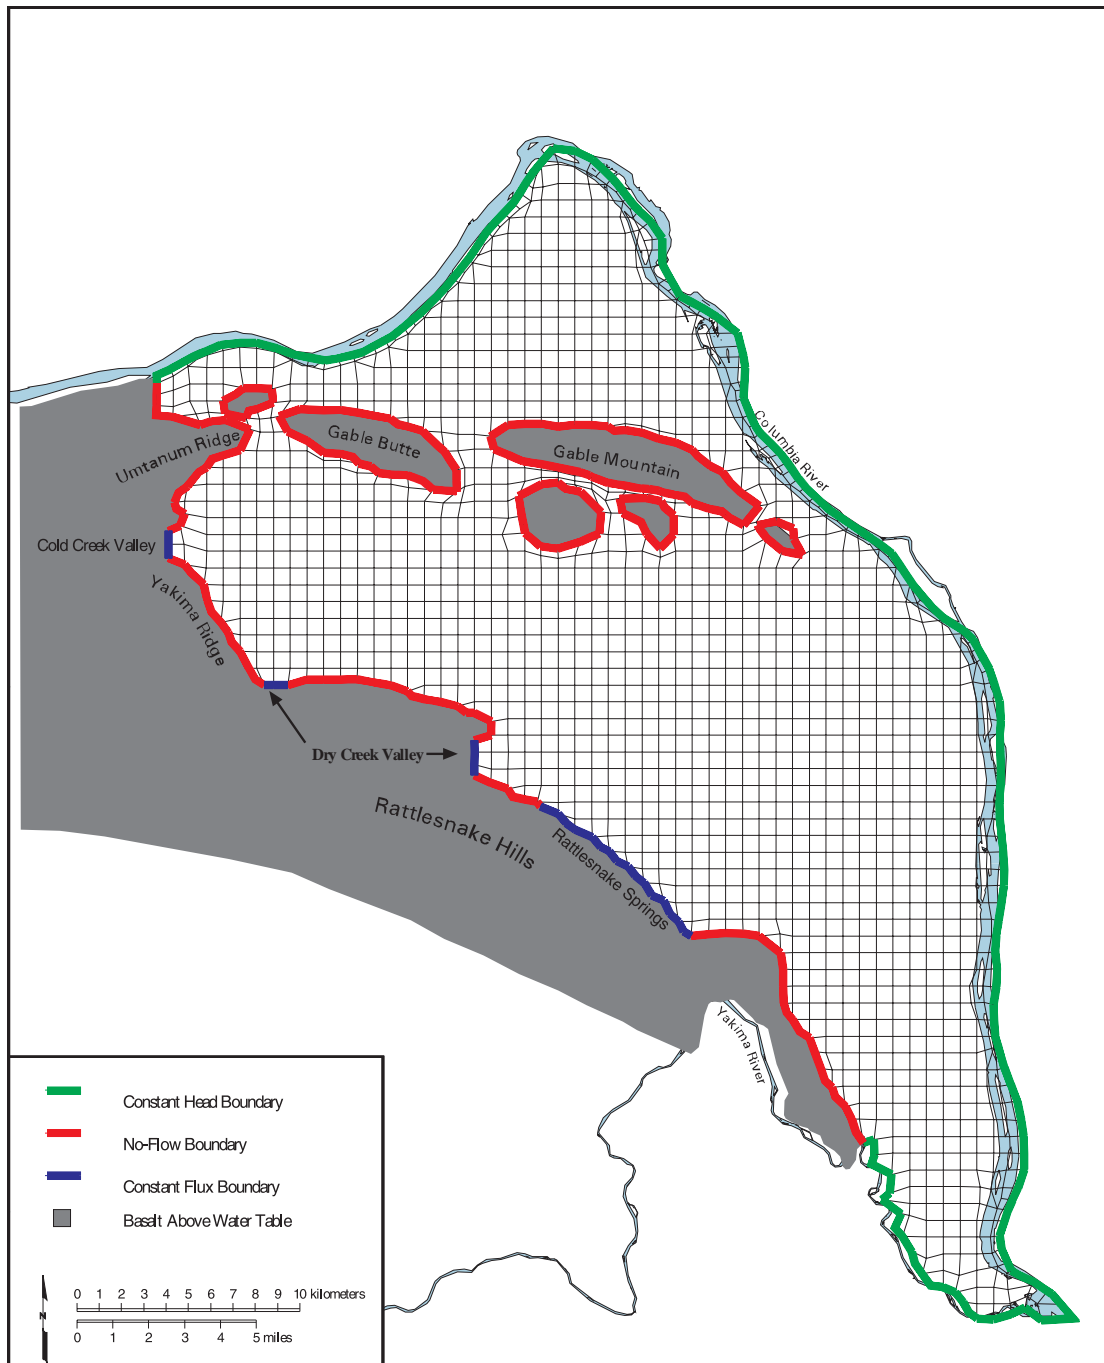 Columbia River
Umtanum Ridge
Gable Butte
Gable Mountain
Cold Creek Valley
Yakima Ridge
Dry Creek Valley
Rattlesnake Hills
Rattlesnake Springs
Yakima River
Constant Head Boundary
No-Flow Boundary
Constant Flux Boundary
Basalt Above Water Table
N
0 1 2 3 4 5 6 7 8 9 10 kilometers
0 1 2 3 4 5 miles